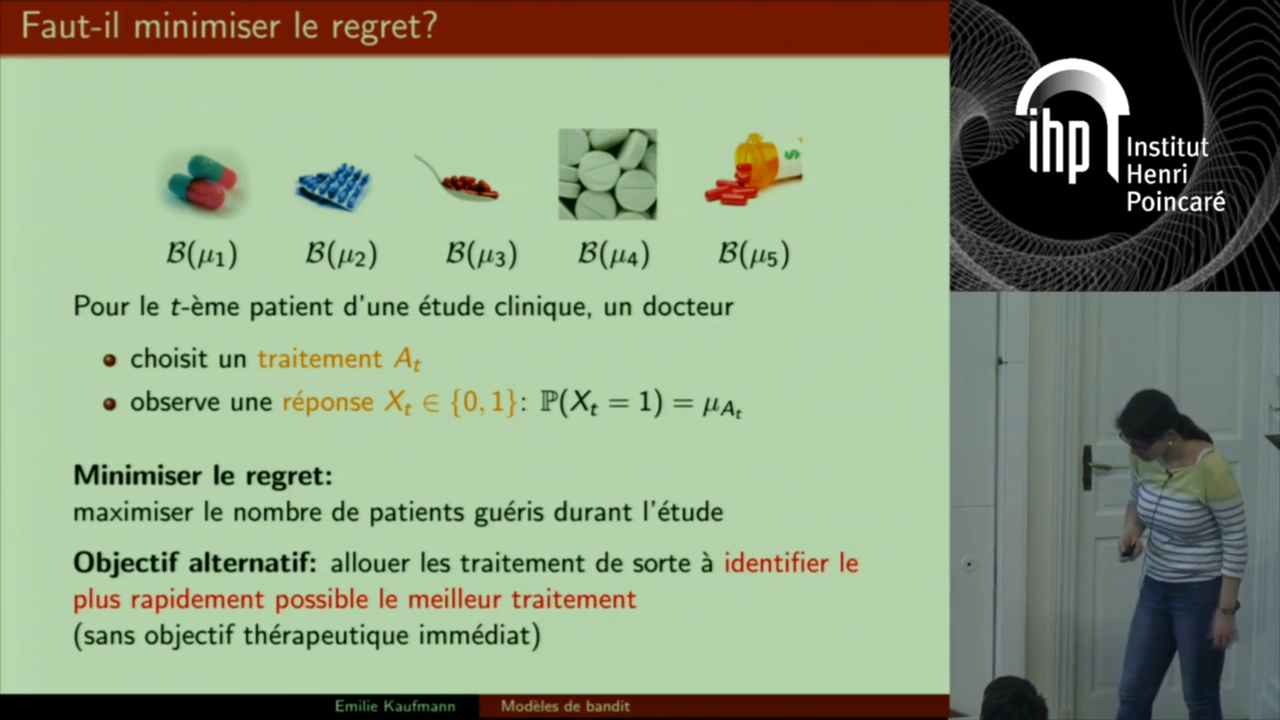 Faut-il minimiser le regret?
B(μ₁) B(μ₂) B(μ₃) B(μ₄) B(μ₅)
Pour le t-ème patient d'une étude clinique, un docteur
choisit un traitement Aₜ
observe une réponse Xₜ ∈ {0, 1}: ℙ(Xₜ = 1) = μ_{Aₜ}
Minimiser le regret:
maximiser le nombre de patients guéris durant l'étude
Objectif alternatif: allouer les traitement de sorte à identifier le
plus rapidement possible le meilleur traitement
(sans objectif thérapeutique immédiat)
Emilie Kaufmann Modèles de bandit
ihp
Institut
Henri
Poincaré